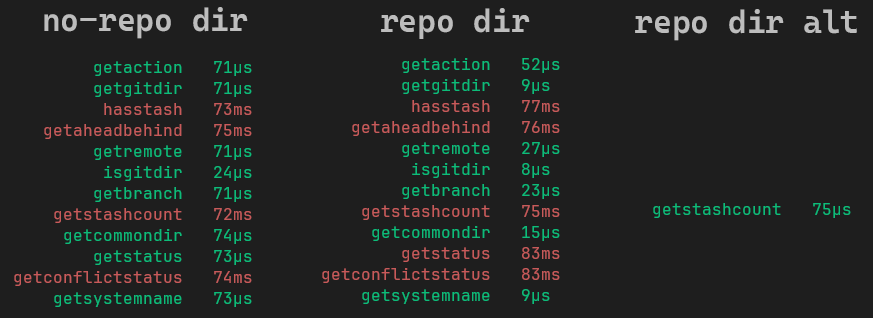 no-repo dir
getaction 71µs
getgitdir 71µs
hasstash 73ms
getaheadbehind 75ms
getremote 71µs
isgitdir 24µs
getbranch 71µs
getstashcount 72ms
getcommondir 74µs
getstatus 73µs
getconflictstatus 74ms
getsystemname 73µs
repo dir
getaction 52µs
getgitdir 9µs
hasstash 77ms
getaheadbehind 76ms
getremote 27µs
isgitdir 8µs
getbranch 23µs
getstashcount 75ms
getcommondir 15µs
getstatus 83ms
getconflictstatus 83ms
getsystemname 9µs
repo dir alt
getstashcount 75µs